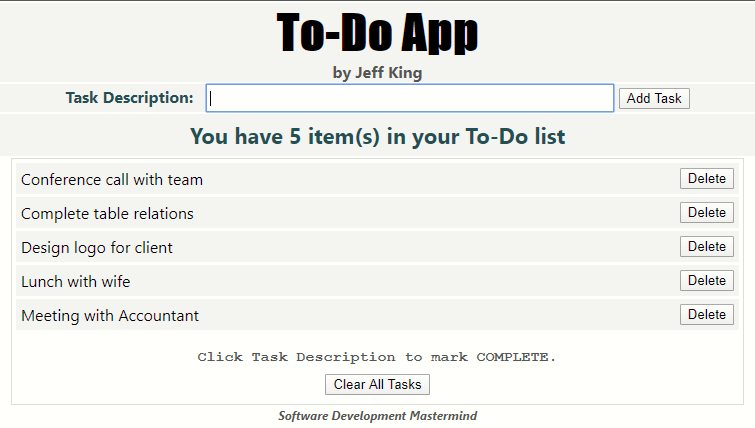 To-Do App
by Jeff King
Task Description: Add Task
You have 5 item(s) in your To-Do list
Conference call with team Delete
Complete table relations Delete
Design logo for client Delete
Lunch with wife Delete
Meeting with Accountant Delete
Click Task Description to mark COMPLETE.
Clear All Tasks
Software Development Mastermind